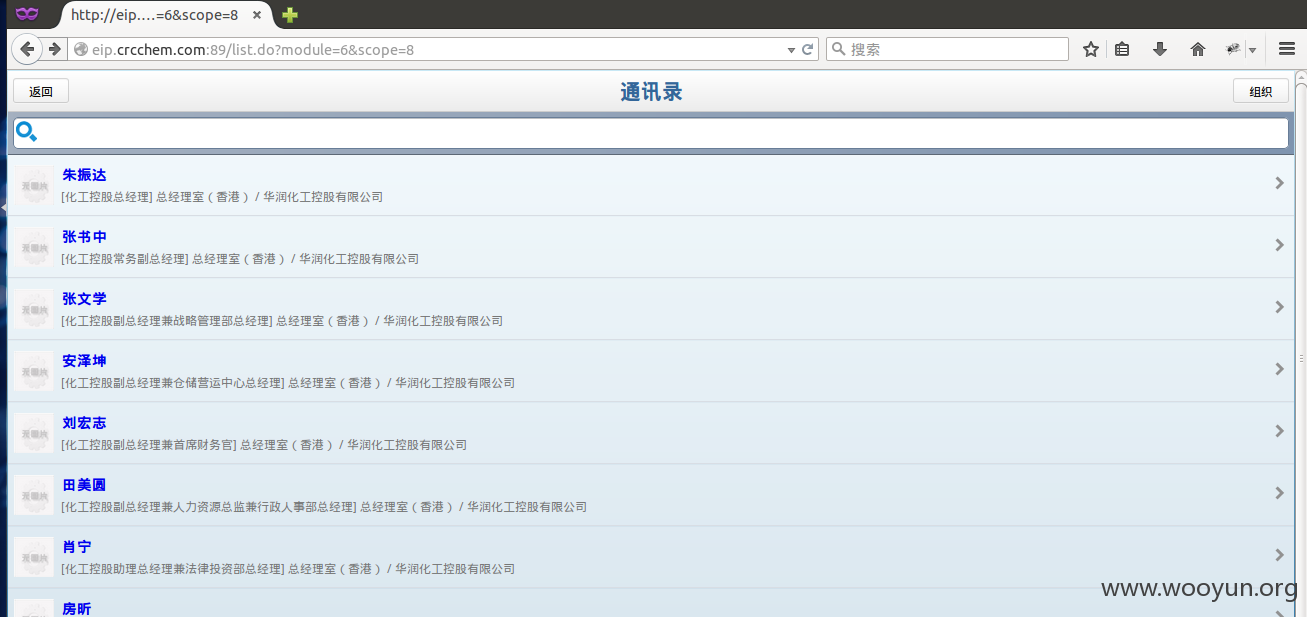 http://eip....=6&scope=8
eip.crcchem.com:89/list.do?module=6&scope=8
搜索
返回
通讯录
组织
朱振达
[化工控股总经理] 总经理室（香港） / 华润化工控股有限公司
张书中
[化工控股常务副总经理] 总经理室（香港） / 华润化工控股有限公司
张文学
[化工控股副总经理兼战略管理部总经理] 总经理室（香港） / 华润化工控股有限公司
安泽坤
[化工控股副总经理兼仓储营运中心总经理] 总经理室（香港） / 华润化工控股有限公司
刘宏志
[化工控股副总经理兼首席财务官] 总经理室（香港） / 华润化工控股有限公司
田美圆
[化工控股副总经理兼人力资源总监兼行政人事部总经理] 总经理室（香港） / 华润化工控股有限公司
肖宁
[化工控股助理总经理兼法律投资部总经理] 总经理室（香港） / 华润化工控股有限公司
房昕
www.wooyun.org